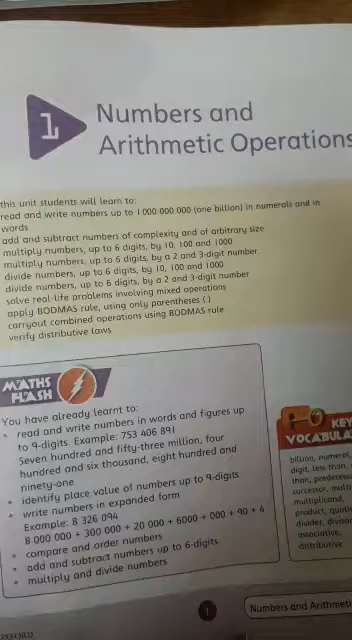 1
Numbers and
Arithmetic Operations
this unit students will learn to:
read and write numbers up to 1 000 000 000 (one billion) in numerals and in
words
add and subtract numbers of complexity and of arbitrary size
multiply numbers, up to 6 digits, by 10, 100 and 1000
multiply numbers, up to 6 digits, by a 2 and 3-digit number
divide numbers, up to 6 digits, by 10, 100 and 1000
divide numbers, up to 6 digits, by a 2 and 3-digit number
solve real-life problems involving mixed operations
apply BODMAS rule, using only parentheses ( )
carryout combined operations using BODMAS rule
verify distributive laws
MATHS
FLASH
You have already learnt to:
• read and write numbers in words and figures up
to 9-digits. Example: 753 406 891
Seven hundred and fifty-three million, four
hundred and six thousand, eight hundred and
ninety-one
• identify place value of numbers up to 9-digits
• write numbers in expanded form
Example: 8 326 094
8 000 000 + 300 000 + 20 000 + 6000 + 000 + 90 + 4
• compare and order numbers
• add and subtract numbers up to 6-digits
• multiply and divide numbers
KEY
VOCABULA
billion, numeral,
digit, less than,
than, predecess
successor, mult
multiplicand,
product, quoti
divider, divis
associative,
distributive
1
Numbers and Arithmeti